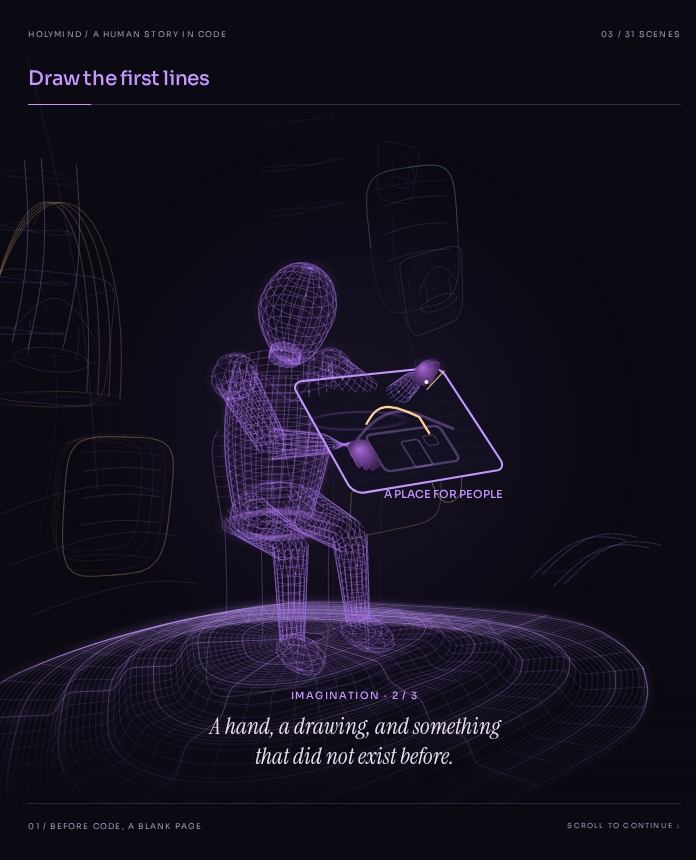 HOLYMIND / A HUMAN STORY IN CODE
03 / 31 SCENES
Draw the first lines
A PLACE FOR PEOPLE
IMAGINATION · 2 / 3
A hand, a drawing, and something
that did not exist before.
01 / BEFORE CODE, A BLANK PAGE
SCROLL TO CONTINUE ↓